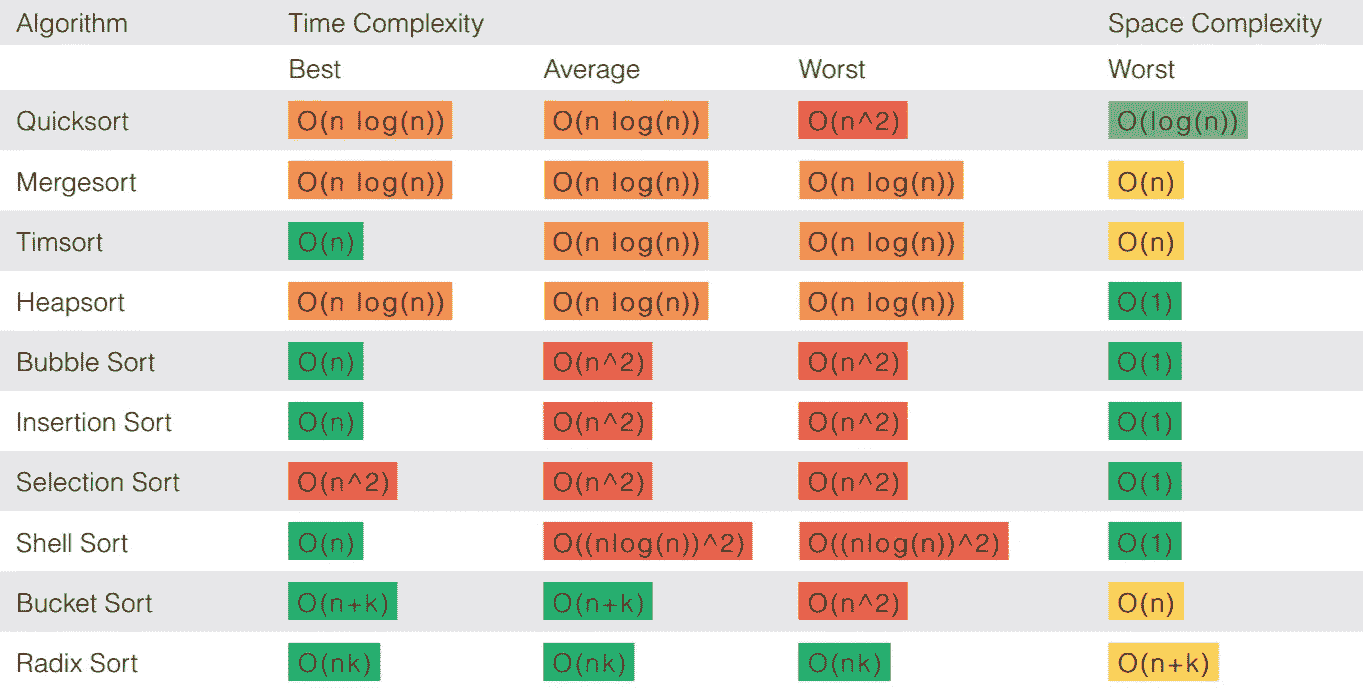 Algorithm Time Complexity Space Complexity
Best Average Worst Worst
Quicksort O(n log(n)) O(n log(n)) O(n^2) O(log(n))
Mergesort O(n log(n)) O(n log(n)) O(n log(n)) O(n)
Timsort O(n) O(n log(n)) O(n log(n)) O(n)
Heapsort O(n log(n)) O(n log(n)) O(n log(n)) O(1)
Bubble Sort O(n) O(n^2) O(n^2) O(1)
Insertion Sort O(n) O(n^2) O(n^2) O(1)
Selection Sort O(n^2) O(n^2) O(n^2) O(1)
Shell Sort O(n) O((nlog(n))^2) O((nlog(n))^2) O(1)
Bucket Sort O(n+k) O(n+k) O(n^2) O(n)
Radix Sort O(nk) O(nk) O(nk) O(n+k)